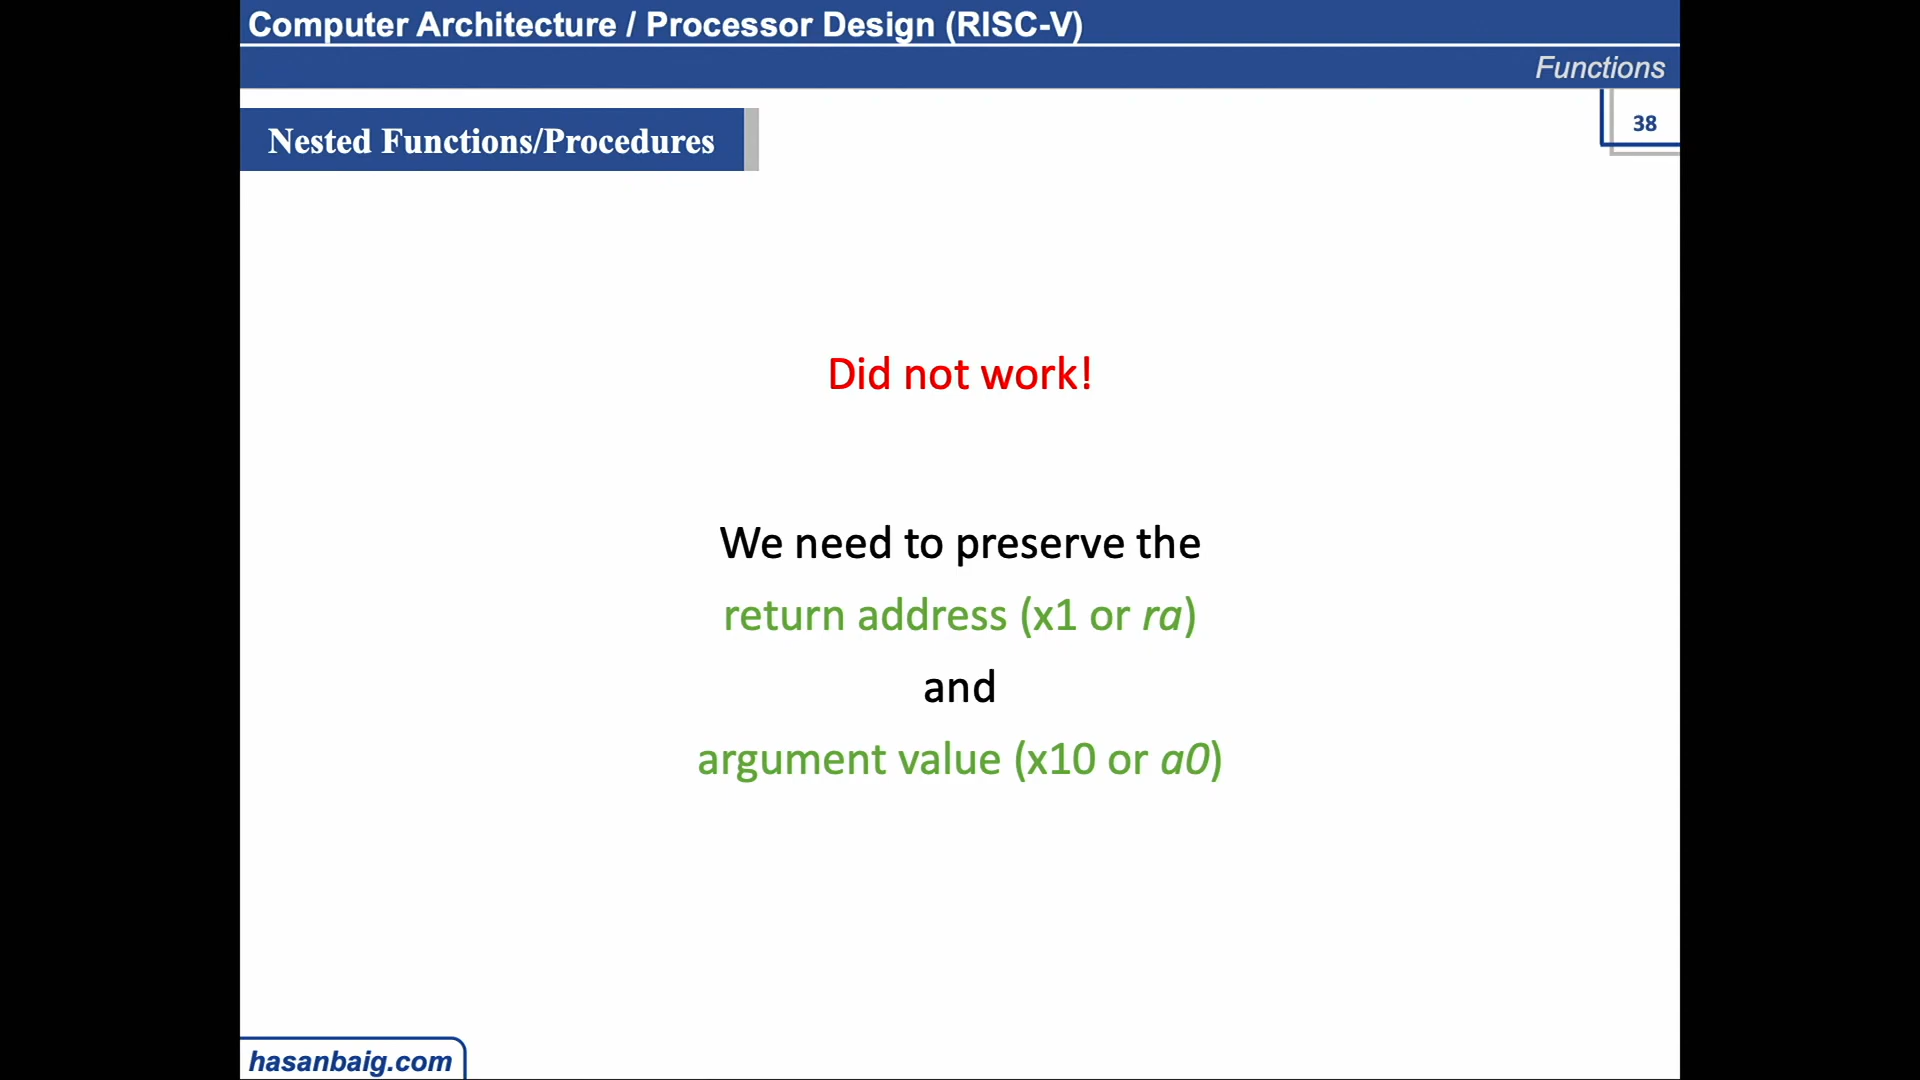 Computer Architecture / Processor Design (RISC-V)
Functions
38
Nested Functions/Procedures
Did not work!
We need to preserve the
return address (x1 or ra)
and
argument value (x10 or a0)
hasanbaig.com